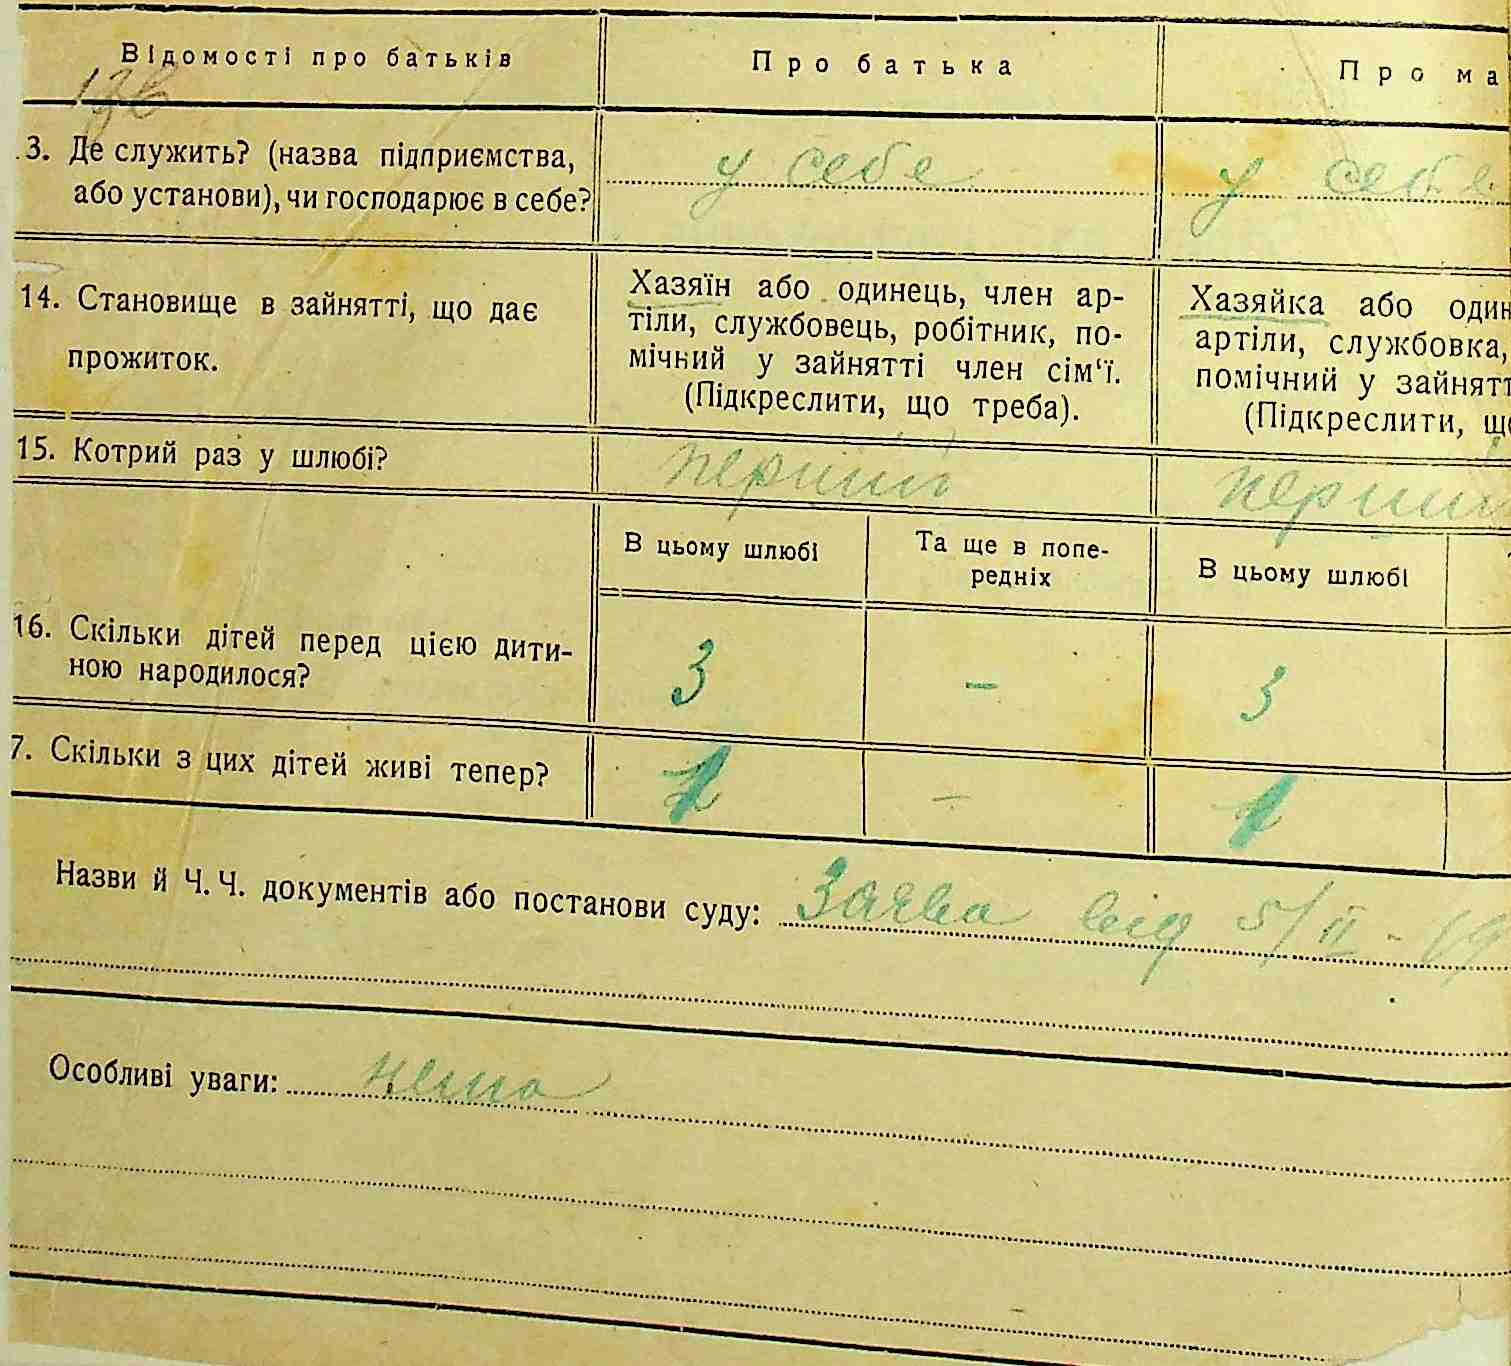 Відомості про батьків
Про батька
Про ма
3. Де служить? (назва підприємства,
або установи), чи господарює в себе?
у себе
у себе
14. Становище в зайнятті, що дає
прожиток.
Хазяїн або одинець, член ар-
тіли, службовець, робітник, по-
мічний у зайнятті член сім‘ї.
(Підкреслити, що треба).
Хазяйка або один
артіли, службовка,
помічний у зайнятт
(Підкреслити, що
15. Котрий раз у шлюбі?
перший
перший
В цьому шлюбі
Та ще в попе-
редніх
В цьому шлюбі
16. Скільки дітей перед цією дити-
ною народилося?
3
–
3
7. Скільки з цих дітей живі тепер?
1
–
1
Назви й Ч. Ч. документів або постанови суду: Заява від 5/II - 19
Особливі уваги: нема